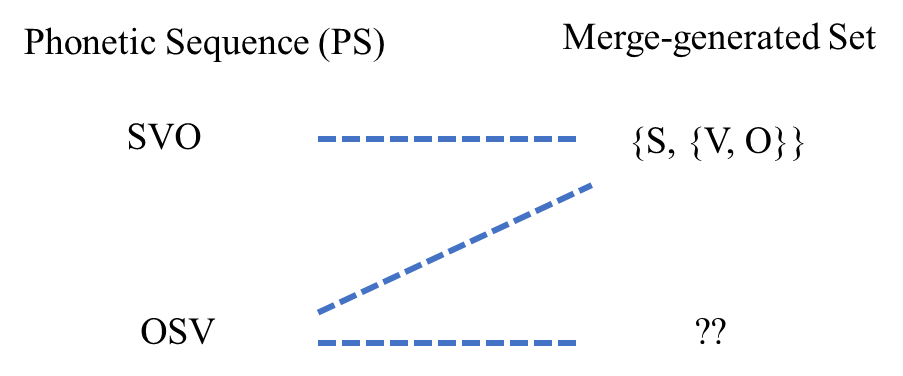 Phonetic Sequence (PS) Merge-generated Set
SVO {S, {V, O}}
OSV ??